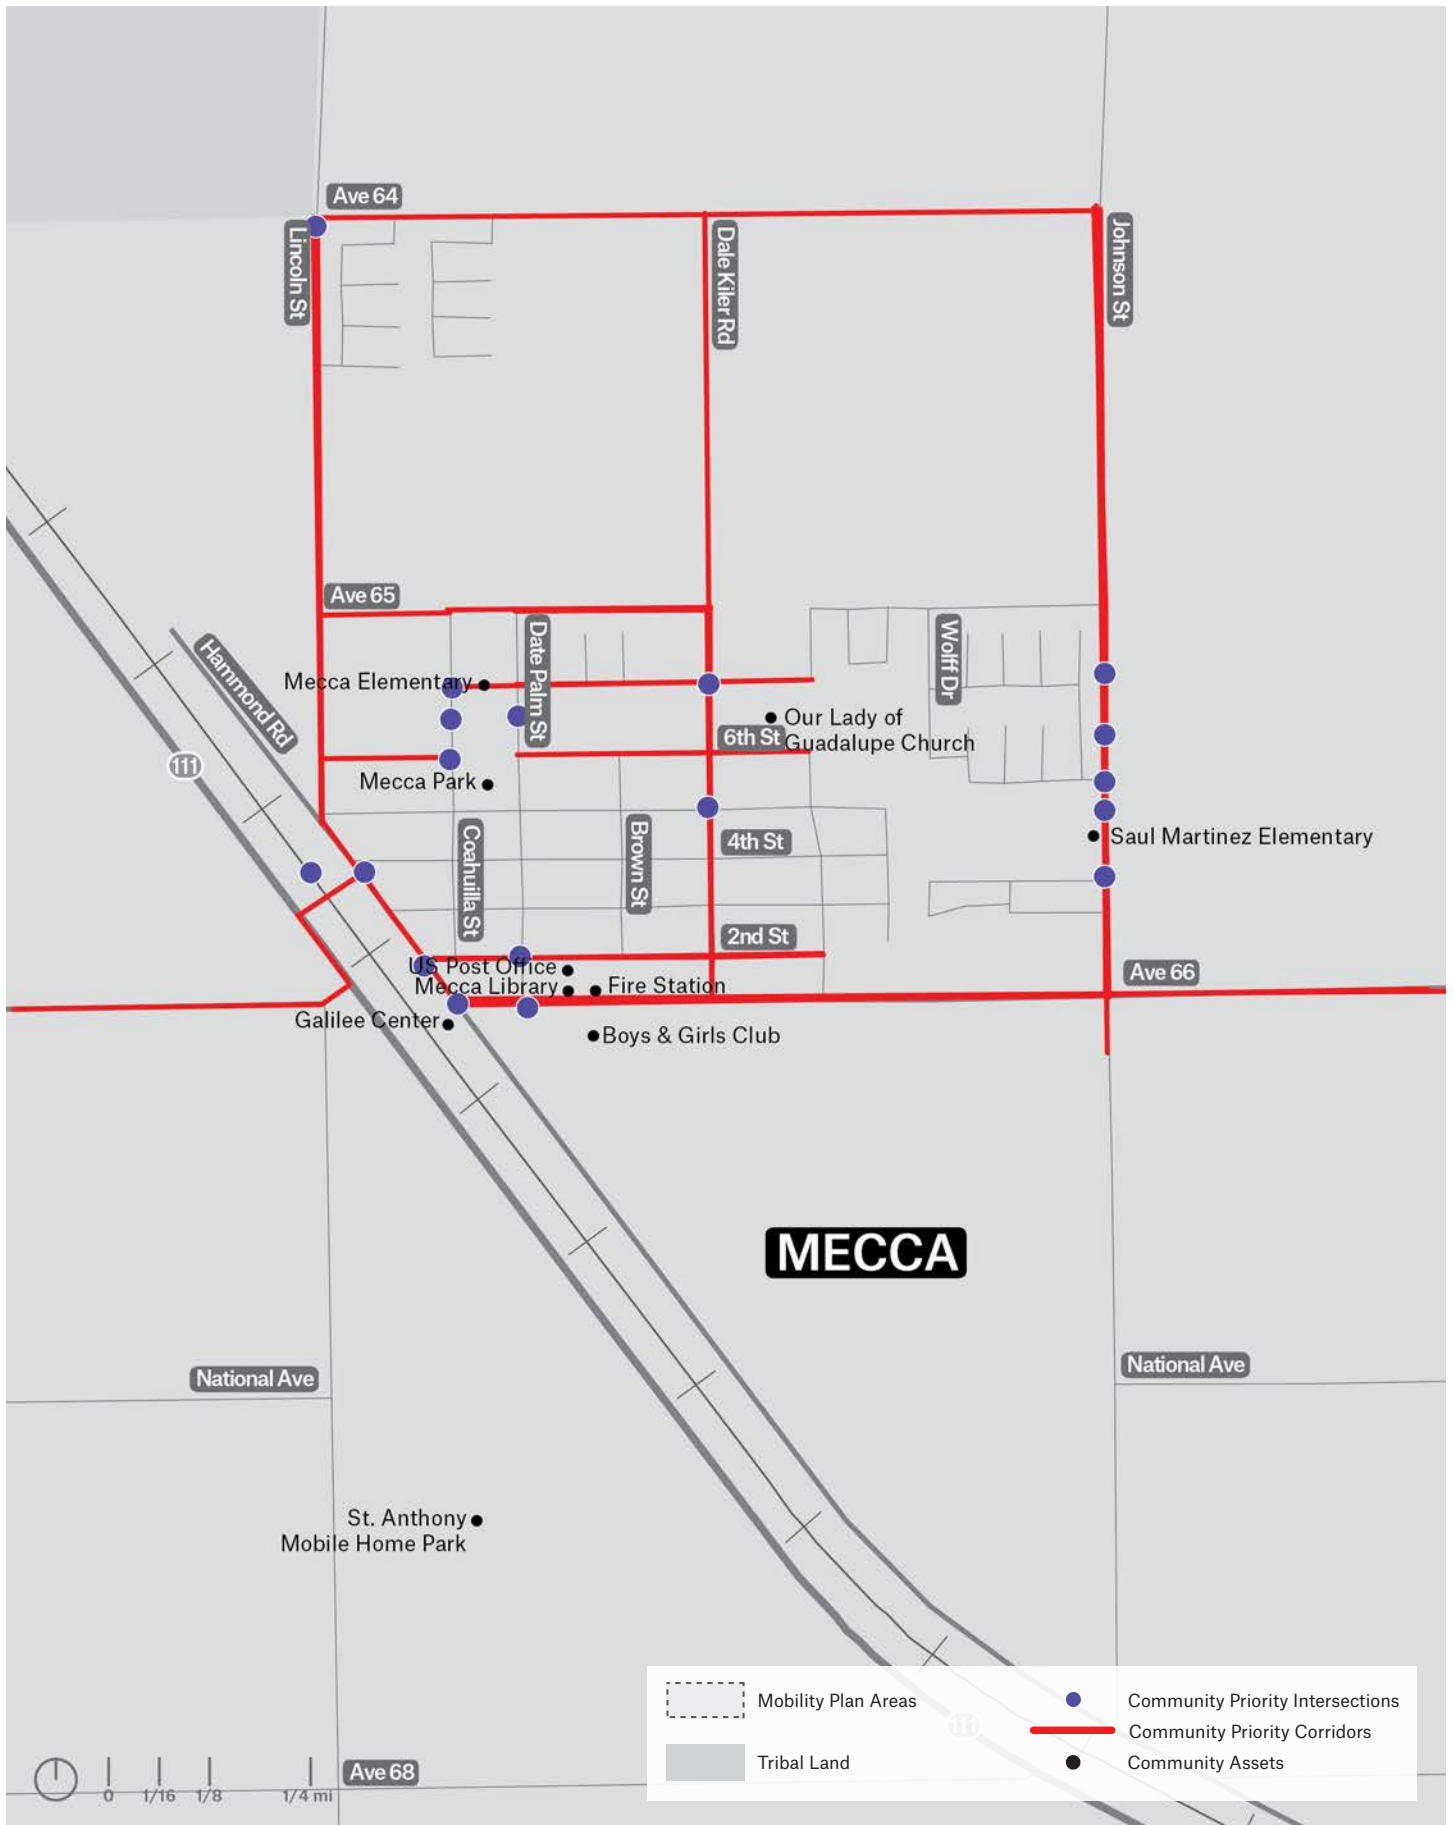 Ave 64
Lincoln St
Dale Kiler Rd
Johnson St
Ave 65
Date Palm St
Wolff Dr
Hammond Rd
Mecca Elementary
Our Lady of
Guadalupe Church
6th St
111
Mecca Park
Coahuilla St
Brown St
4th St
Saul Martinez Elementary
2nd St
US Post Office
Ave 66
Mecca Library
Fire Station
Galilee Center
Boys & Girls Club
MECCA
National Ave
National Ave
St. Anthony
Mobile Home Park
Mobility Plan Areas
Community Priority Intersections
111
Community Priority Corridors
Tribal Land
Community Assets
Ave 68
0 1/16 1/8 1/4 mi